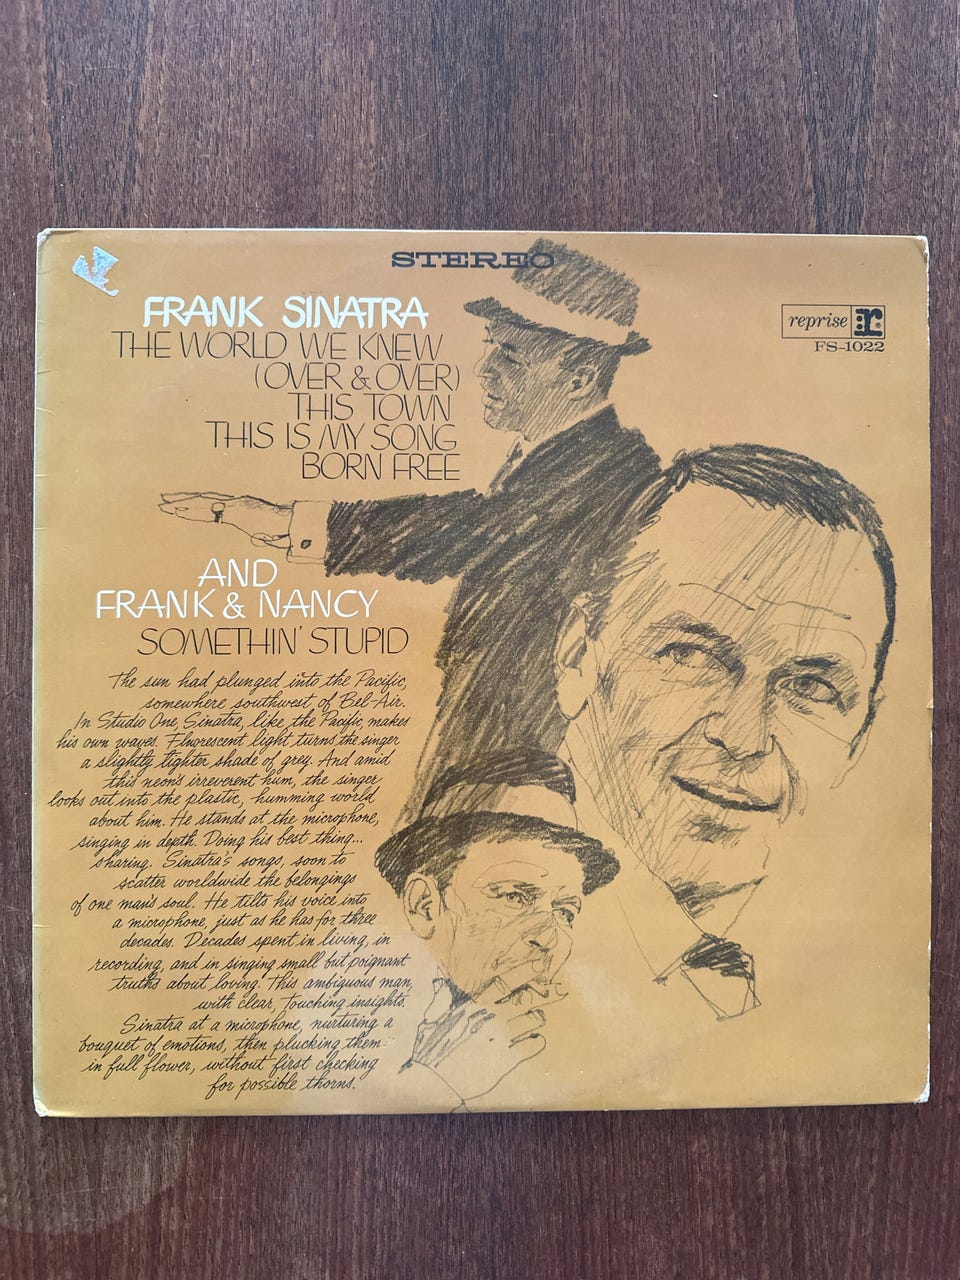 STEREO
FRANK SINATRA
THE WORLD WE KNEW
(OVER & OVER)
THIS TOWN
THIS IS MY SONG
BORN FREE
reprise r:
FS-1022
AND
FRANK & NANCY
SOMETHIN' STUPID
The sun had plunged into the Pacific,
somewhere southwest of Bel-Air.
In Studio One, Sinatra, like the Pacific, makes
his own waves. Fluorescent light turns the singer
a slightly lighter shade of grey. And amid
this neon's irreverent hum, the singer
looks out into the plastic, humming world
about him. He stands at the microphone,
singing in depth. Doing his best thing...
sharing. Sinatra's songs, soon to
scatter worldwide the belongings
of one man's soul. He tilts his voice into
a microphone, just as he has for three
decades. Decades spent in living, in
recording, and in singing small but poignant
truths about loving. This ambiguous man,
with clear, touching insights.
Sinatra at a microphone, nurturing a
bouquet of emotions, then plucking them
in full flower, without first checking
for possible thorns.